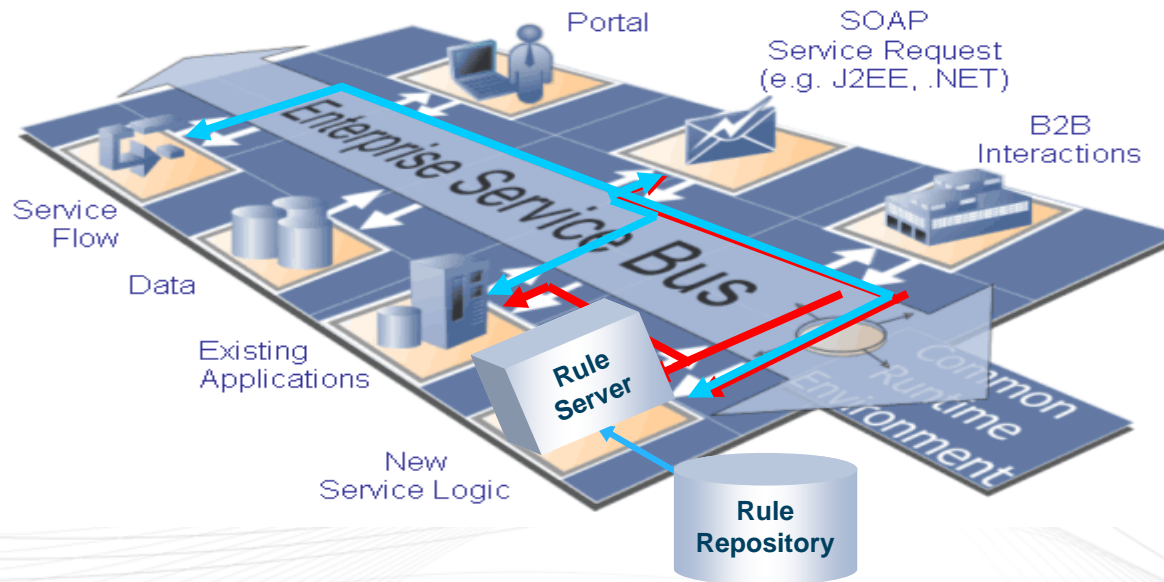 Portal
SOAP
Service Request
(e.g. J2EE, .NET)
B2B
Interactions
Enterprise Service Bus
Service
Flow
Data
Existing
Applications
Rule
Server
Common
Runtime
Environment
New
Service Logic
Rule
Repository